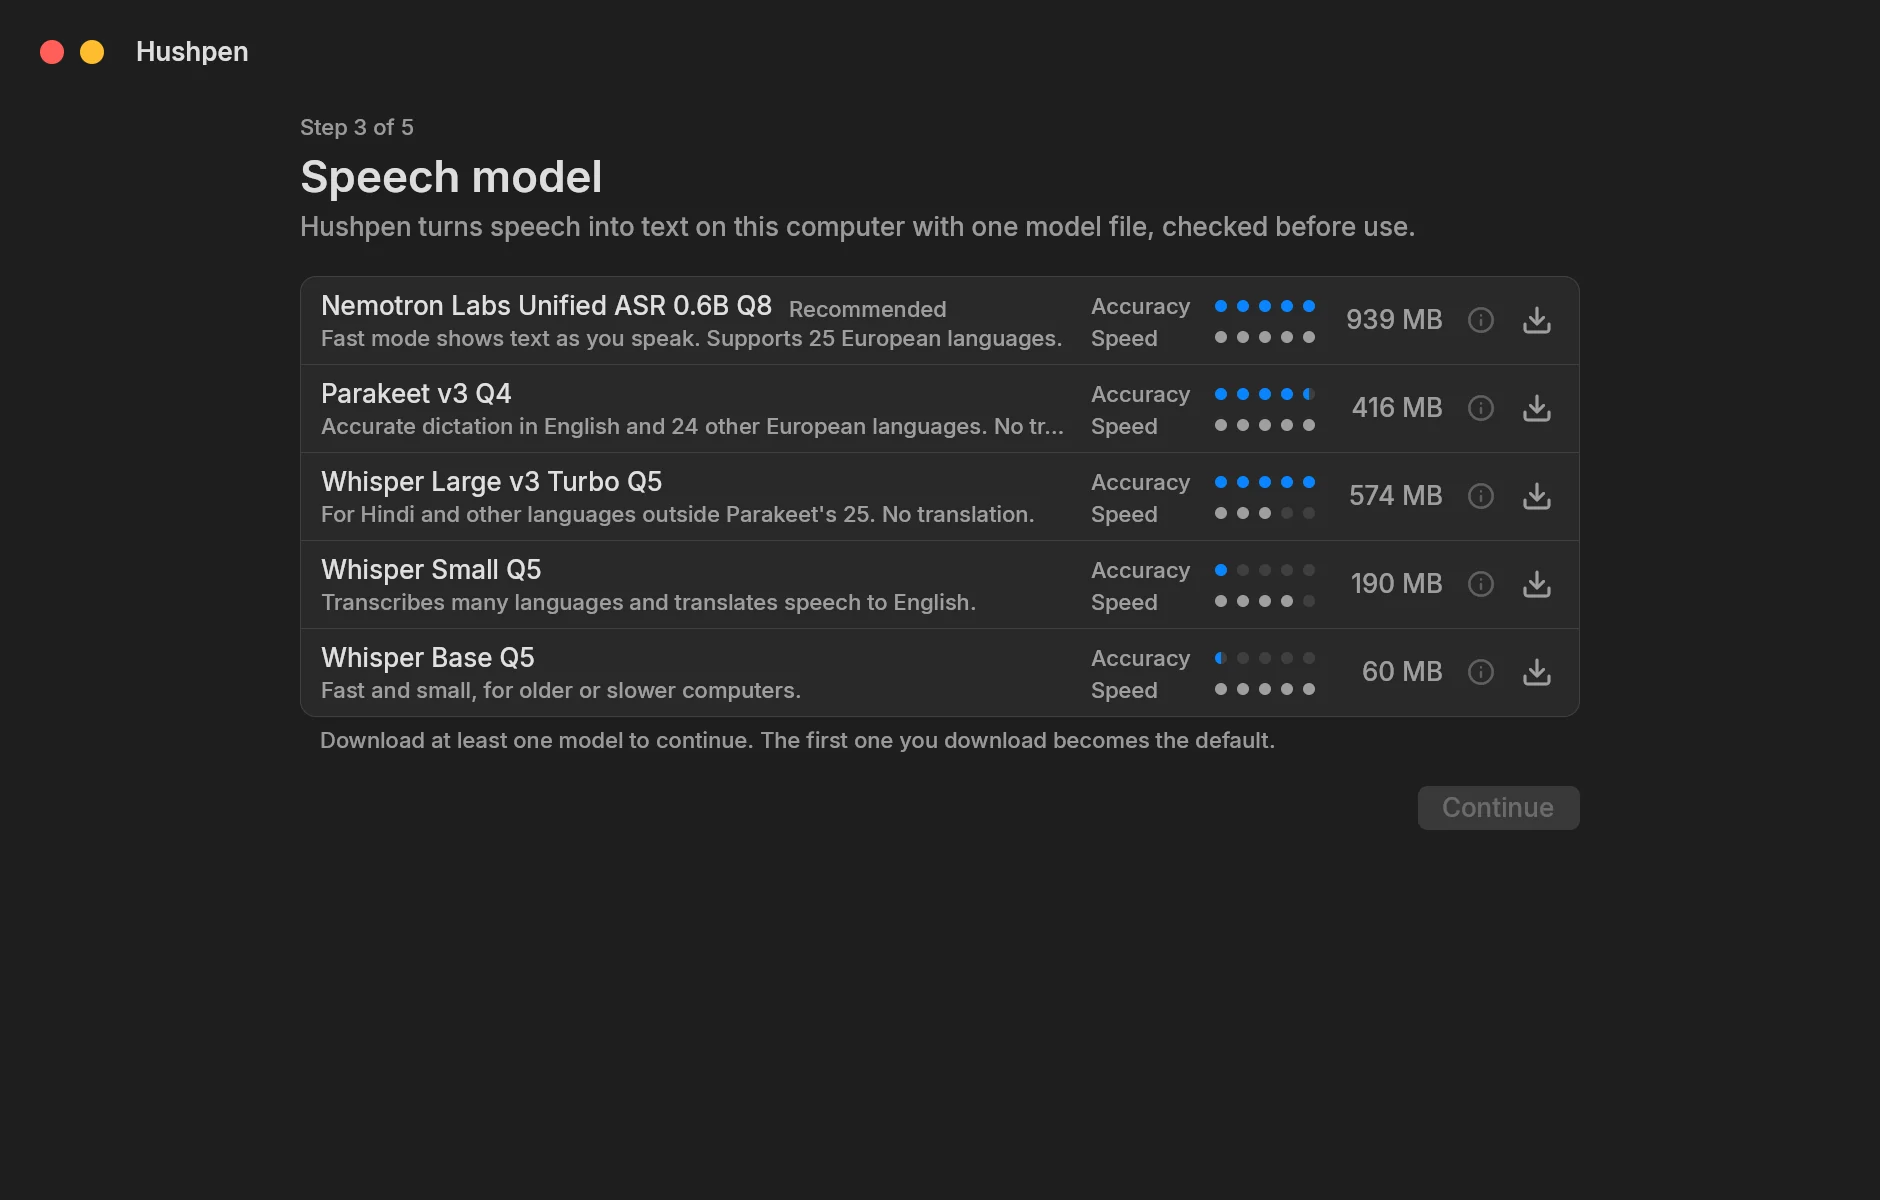 Hushpen
Step 3 of 5
Speech model
Hushpen turns speech into text on this computer with one model file, checked before use.
Nemotron Labs Unified ASR 0.6B Q8 Recommended
Fast mode shows text as you speak. Supports 25 European languages.
Accuracy
Speed
939 MB
Parakeet v3 Q4
Accurate dictation in English and 24 other European languages. No tr...
Accuracy
Speed
416 MB
Whisper Large v3 Turbo Q5
For Hindi and other languages outside Parakeet's 25. No translation.
Accuracy
Speed
574 MB
Whisper Small Q5
Transcribes many languages and translates speech to English.
Accuracy
Speed
190 MB
Whisper Base Q5
Fast and small, for older or slower computers.
Accuracy
Speed
60 MB
Download at least one model to continue. The first one you download becomes the default.
Continue